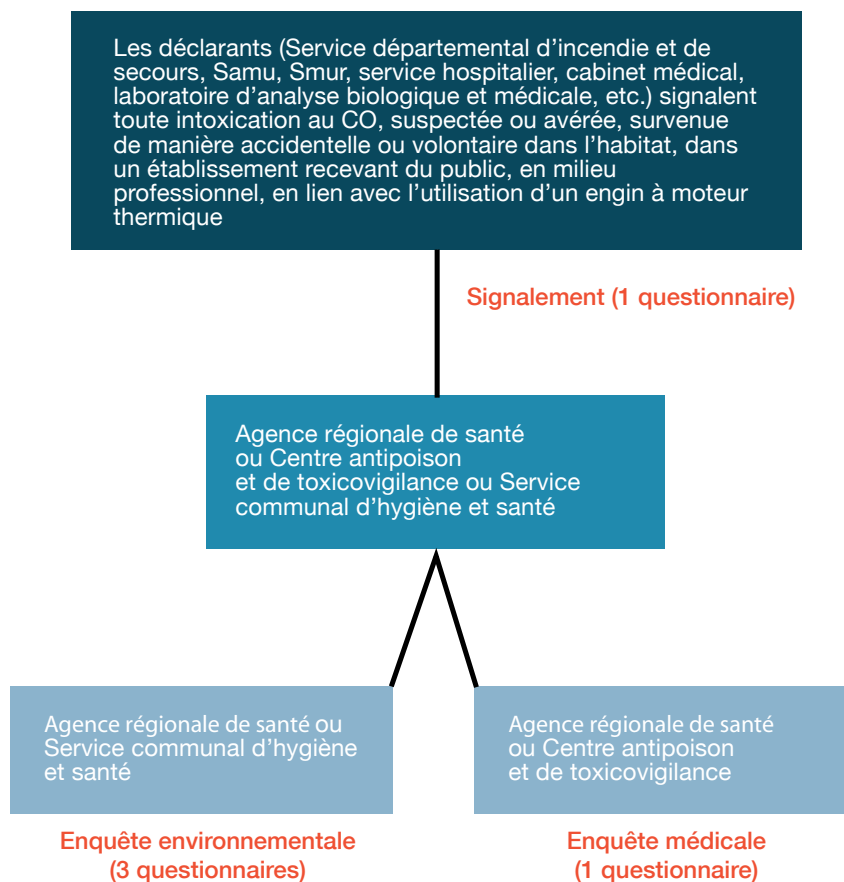 Les déclarants (Service départemental d’incendie et de
secours, Samu, Smur, service hospitalier, cabinet médical,
laboratoire d’analyse biologique et médicale, etc.) signalent
toute intoxication au CO, suspectée ou avérée, survenue
de manière accidentelle ou volontaire dans l’habitat, dans
un établissement recevant du public, en milieu
professionnel, en lien avec l’utilisation d’un engin à moteur
thermique
Signalement (1 questionnaire)
Agence régionale de santé
ou Centre antipoison
et de toxicovigilance ou Service
communal d’hygiène et santé
Agence régionale de santé ou
Service communal d’hygiène
et santé
Enquête environnementale
(3 questionnaires)
Agence régionale de santé
ou Centre antipoison
et de toxicovigilance
Enquête médicale
(1 questionnaire)